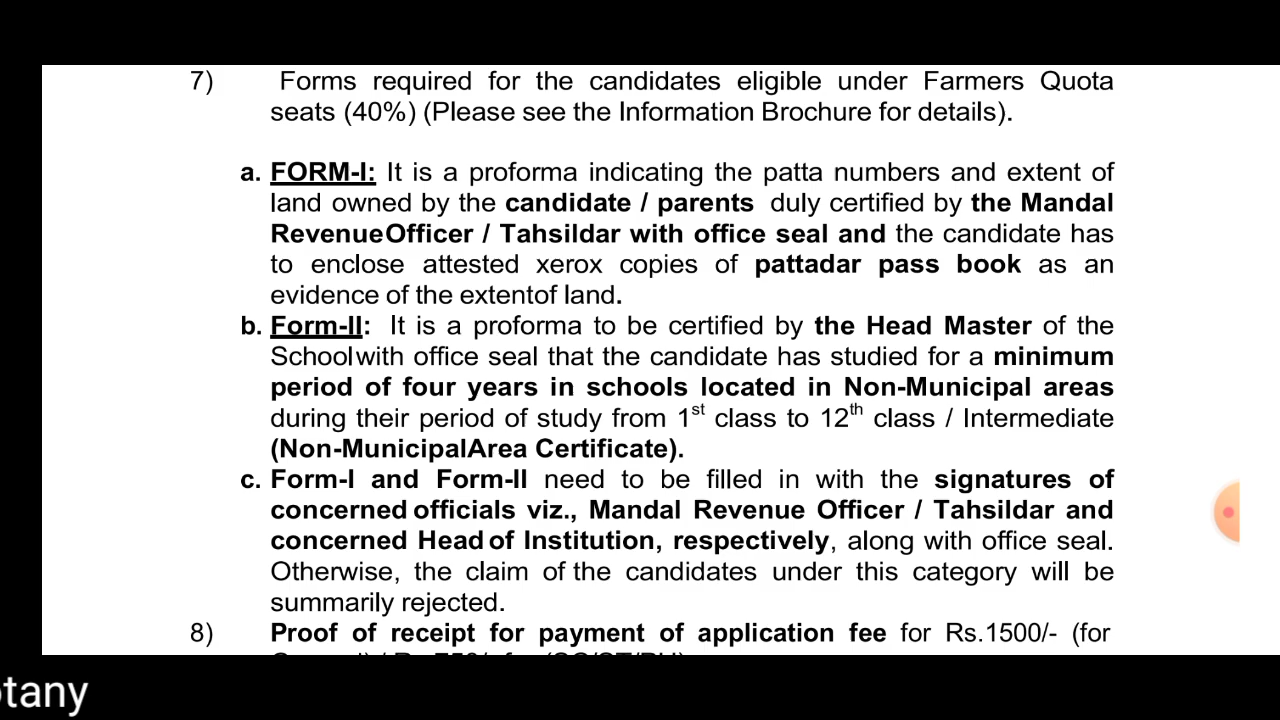 7) Forms required for the candidates eligible under Farmers Quota
seats (40%) (Please see the Information Brochure for details).
a. FORM-I: It is a proforma indicating the patta numbers and extent of
land owned by the candidate / parents duly certified by the Mandal
RevenueOfficer / Tahsildar with office seal and the candidate has
to enclose attested xerox copies of pattadar pass book as an
evidence of the extentof land.
b. Form-II: It is a proforma to be certified by the Head Master of the
Schoolwith office seal that the candidate has studied for a minimum
period of four years in schools located in Non-Municipal areas
during their period of study from 1st class to 12th class / Intermediate
(Non-MunicipalArea Certificate).
c. Form-I and Form-II need to be filled in with the signatures of
concerned officials viz., Mandal Revenue Officer / Tahsildar and
concerned Head of Institution, respectively, along with office seal.
Otherwise, the claim of the candidates under this category will be
summarily rejected.
8) Proof of receipt for payment of application fee for Rs.1500/- (for
tany